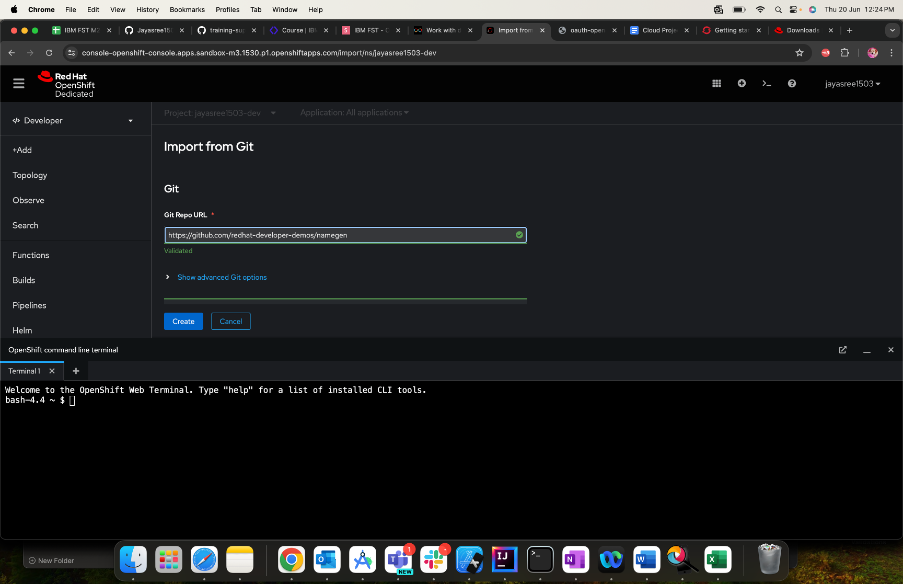 Chrome File Edit View History Bookmarks Profiles Tab Window Help Thu 20 Jun 12:24 PM
IBM FST M3 Jayasree15 training-su Course | IB IBM FST - C Work with Import from oauth-open Cloud Proje Getting sta Downloads
console-openshift-console.apps.sandbox-m3.1530.p1.openshiftapps.com/import/ns/jayasree1503-dev
Red Hat
OpenShift
Dedicated
jayasree1503
</> Developer
Project: jayasree1503-dev
Application: All applications
+Add
Topology
Observe
Search
Functions
Builds
Pipelines
Helm
Import from Git
Git
Git Repo URL *
https://github.com/redhat-developer-demos/namegen
Validated
Show advanced Git options
Create
Cancel
OpenShift command line terminal
Terminal 1
Welcome to the OpenShift Web Terminal. Type "help" for a list of installed CLI tools.
bash-4.4 ~ $
New Folder
NEW